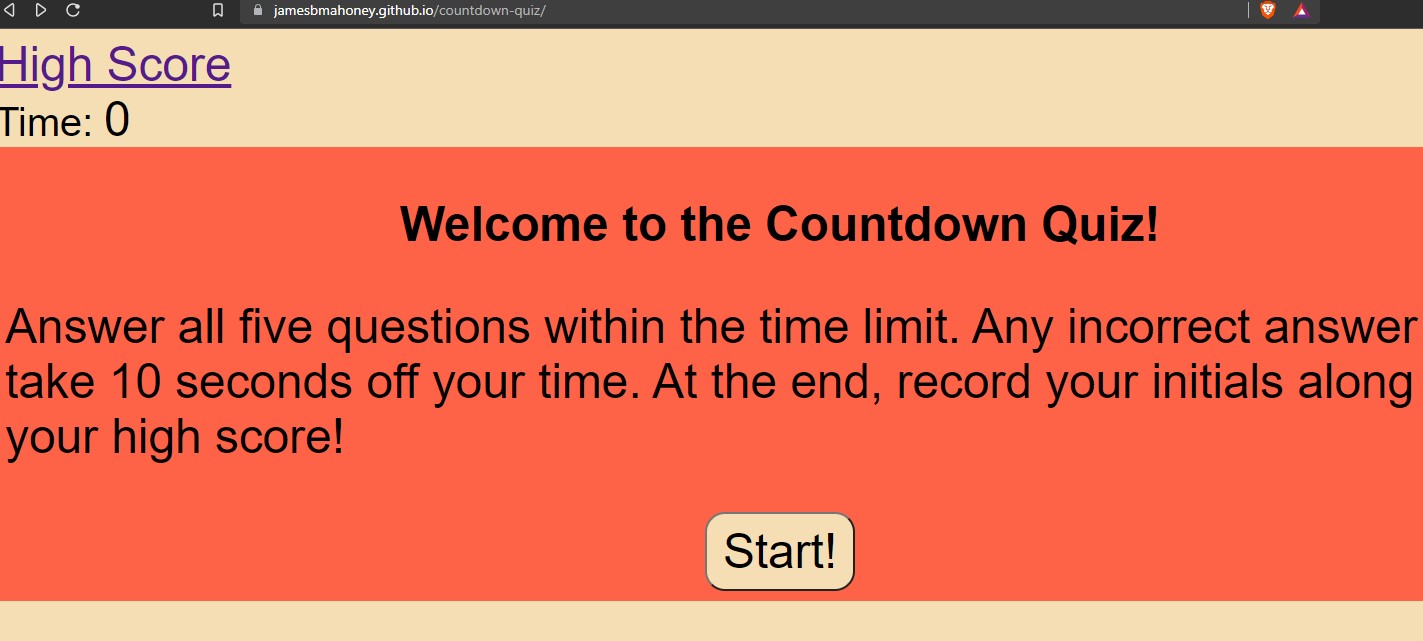 jamesbmahoney.github.io/countdown-quiz/
High Score
Time: 0
Welcome to the Countdown Quiz!
Answer all five questions within the time limit. Any incorrect answer
take 10 seconds off your time. At the end, record your initials along
your high score!
Start!